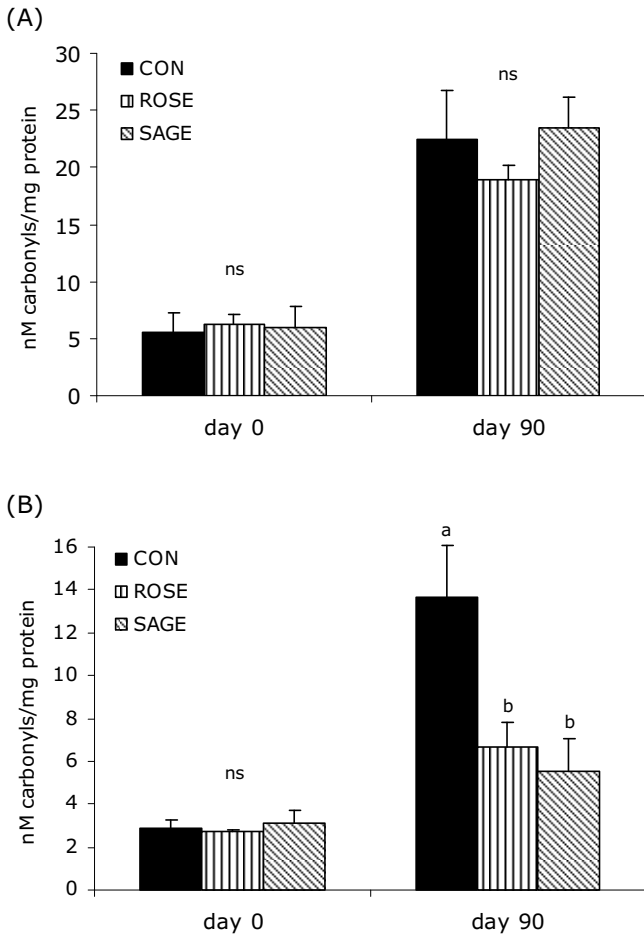 (A)
30
25
20
15
10
5
0
nM carbonyls/mg protein
CON
ROSE
SAGE
ns
ns
day 0
day 90
(B)
16
14
12
10
8
6
4
2
0
nM carbonyls/mg protein
CON
ROSE
SAGE
ns
a
b
b
day 0
day 90